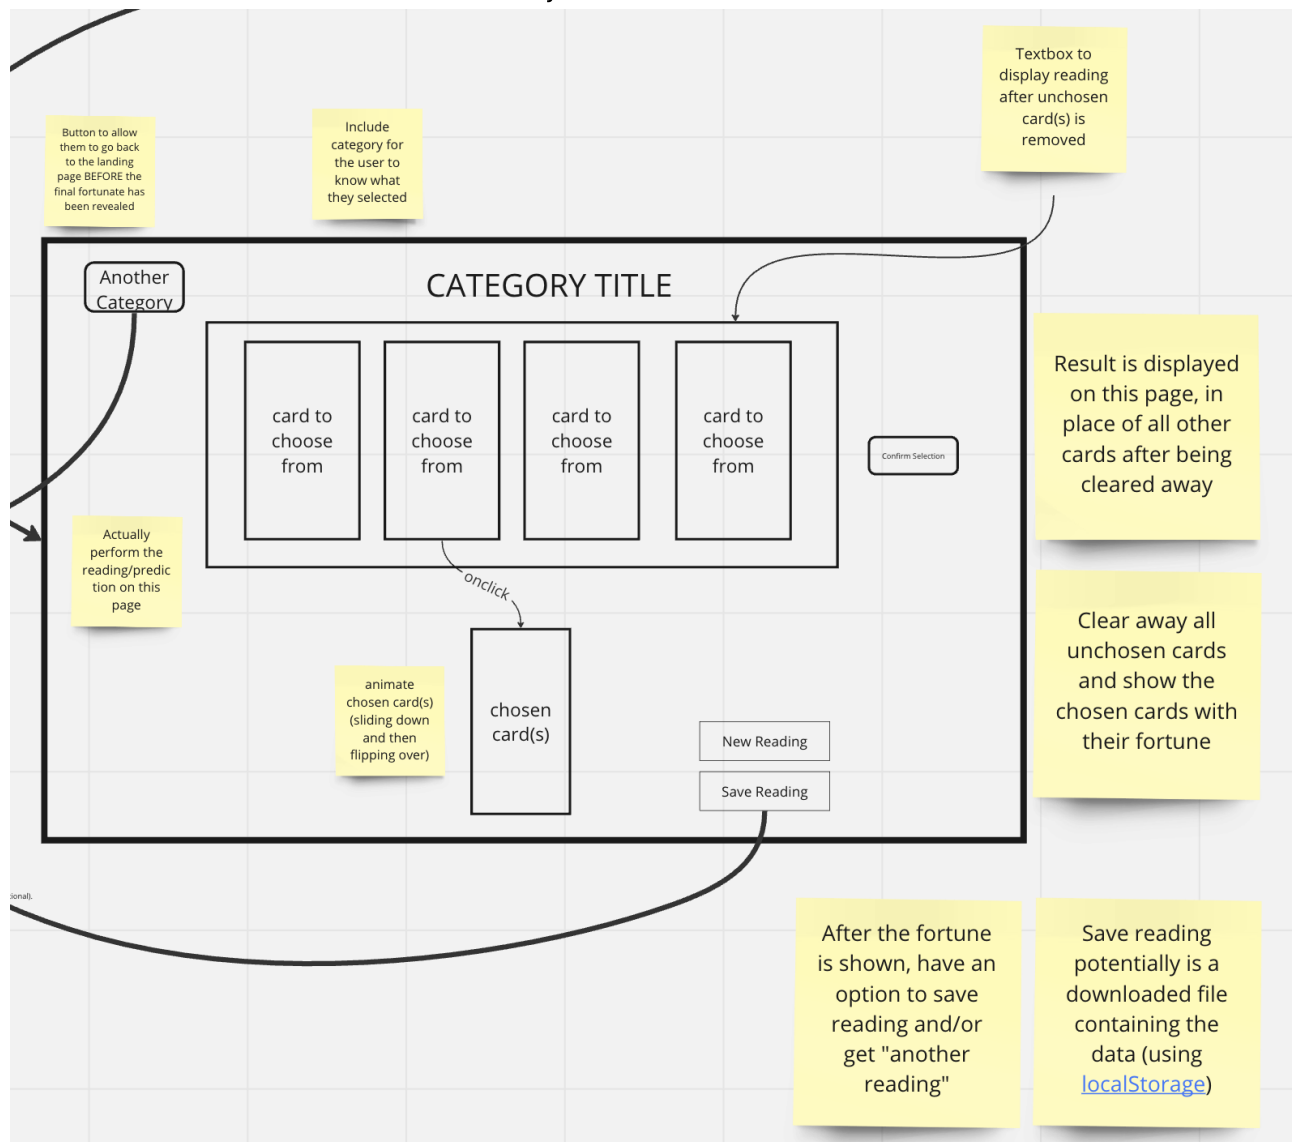 Textbox to
display reading
after unchosen
card(s) is
removed
Button to allow
them to go back
to the landing
page BEFORE the
final fortunate has
been revealed
Include
category for
the user to
know what
they selected
Another
Category
CATEGORY TITLE
card to
choose
from
card to
choose
from
card to
choose
from
card to
choose
from
Confirm Selection
Result is displayed
on this page, in
place of all other
cards after being
cleared away
Actually
perform the
reading/predic
tion on this
page
onclick
Clear away all
unchosen cards
and show the
chosen cards with
their fortune
animate
chosen card(s)
(sliding down
and then
flipping over)
chosen
card(s)
New Reading
Save Reading
ional).
After the fortune
is shown, have an
option to save
reading and/or
get "another
reading"
Save reading
potentially is a
downloaded file
containing the
data (using
localStorage)